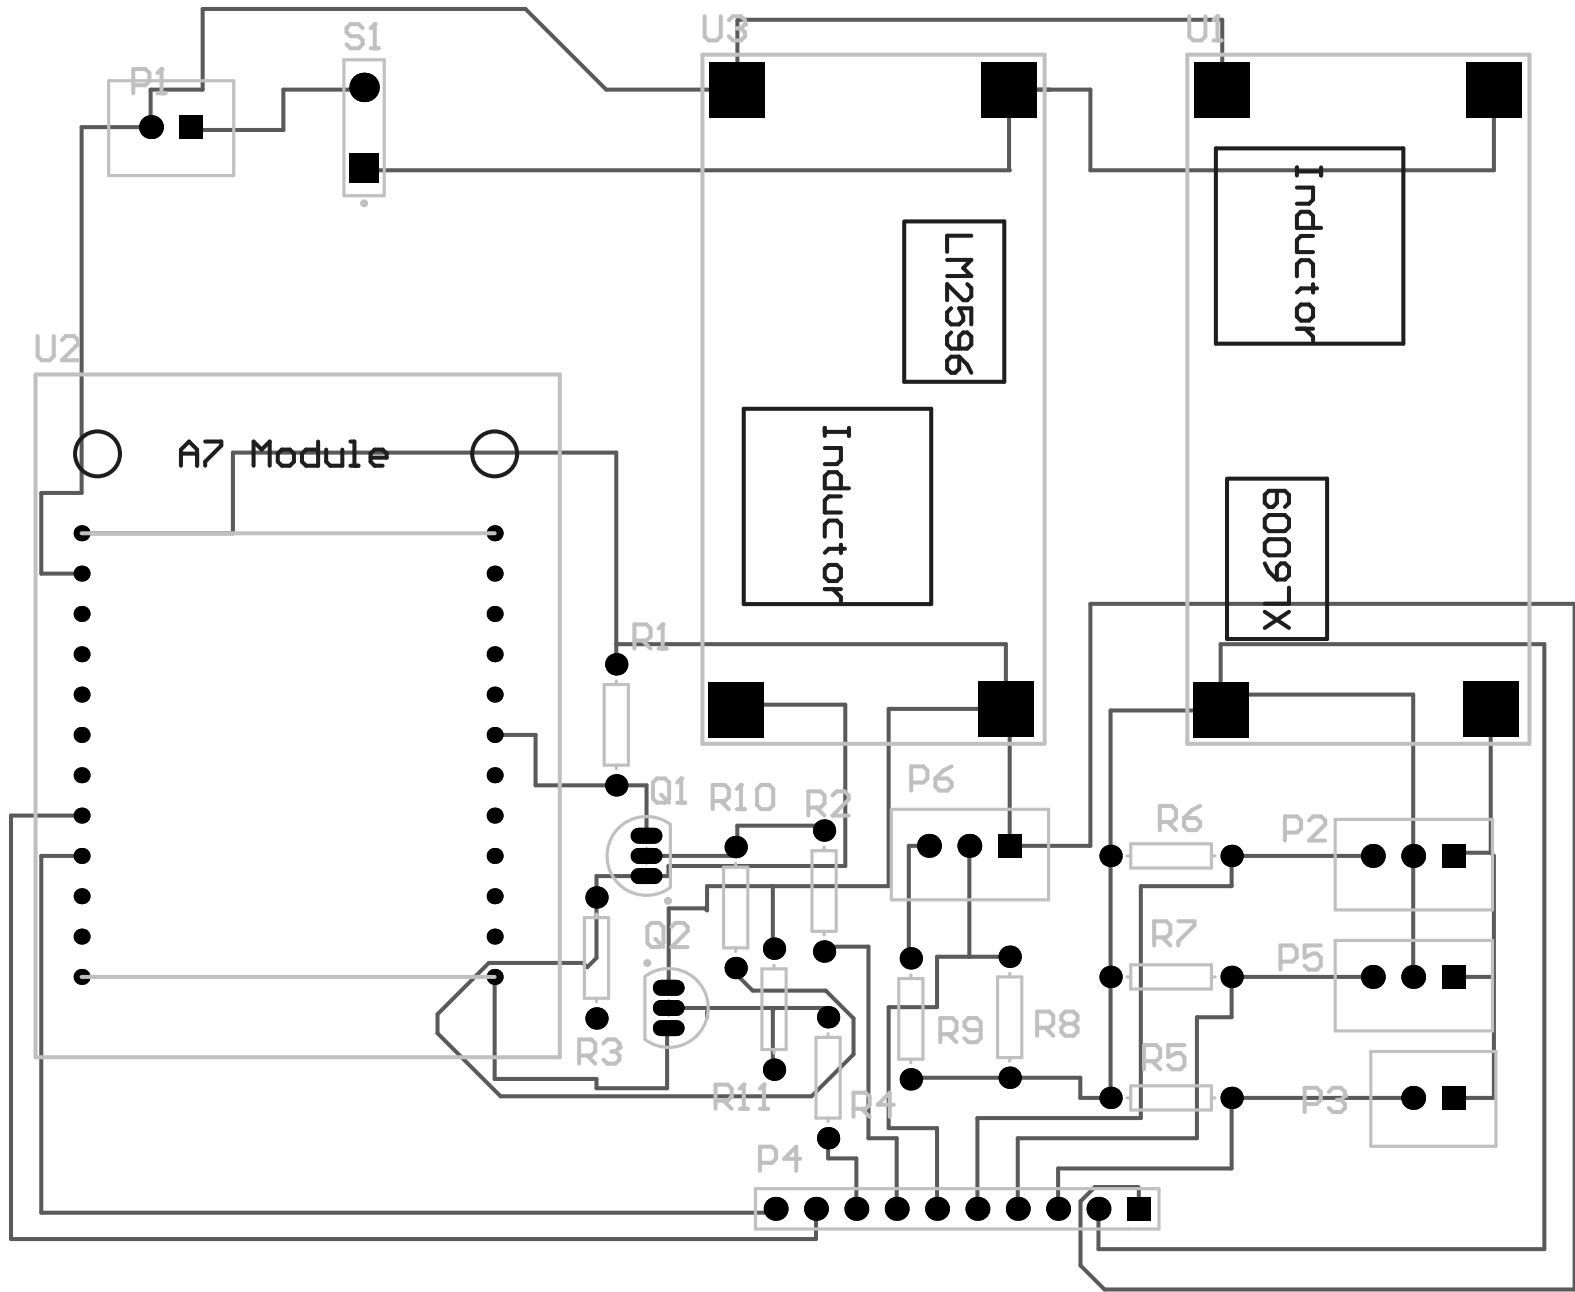 U3
U1
S1
P1
Inductor
LM2596
U2
A7 Module
Inductor
60097X
R1
P6
Q1
R10
R2
R6
P2
Q2
R7
P5
R9
R8
R3
R5
R11
R4
P3
P4